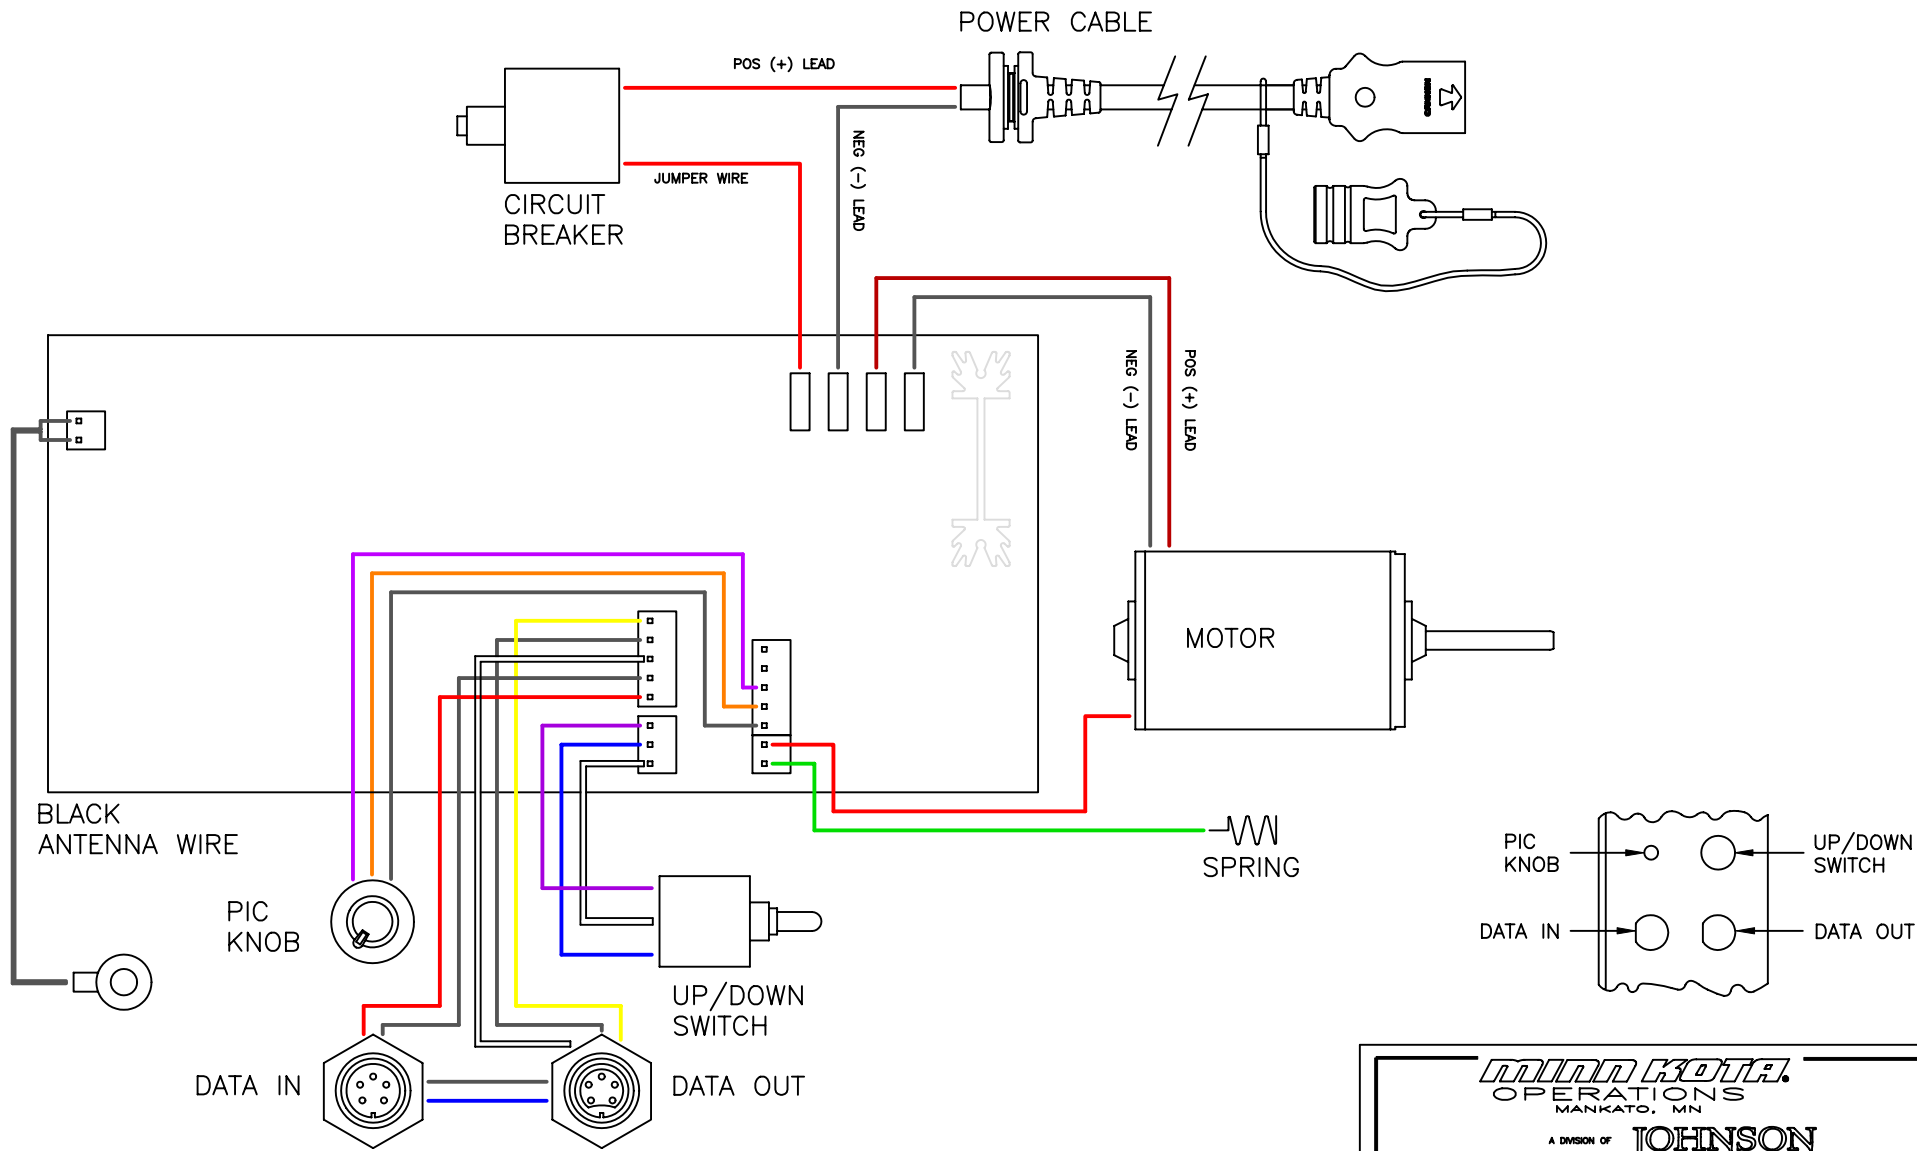 POWER CABLE
POS (+) LEAD
NEG (-) LEAD
JUMPER WIRE
CIRCUIT
BREAKER
NEG (-) LEAD
POS (+) LEAD
MOTOR
BLACK
ANTENNA WIRE
SPRING
PIC
KNOB
UP/DOWN
SWITCH
DATA IN
DATA OUT
PIC
KNOB
UP/DOWN
SWITCH
DATA IN
DATA OUT
MINN KOTA.
OPERATIONS
MANKATO, MN
A DIVISION OF JOHNSON